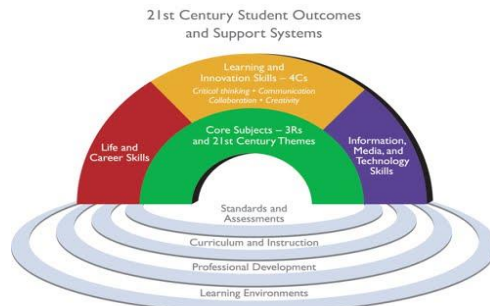 21st Century Student Outcomes
and Support Systems
Learning and
Innovation Skills – 4Cs
Critical thinking • Communication
Collaboration • Creativity
Core Subjects – 3Rs
and 21st Century Themes
Life and
Career Skills
Information,
Media, and
Technology
Skills
Standards and
Assessments
Curriculum and Instruction
Professional Development
Learning Environments